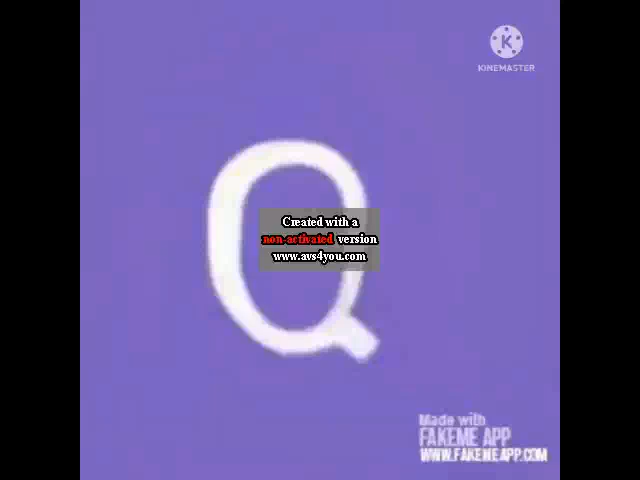 K
KINEMASTER
Q
Created with a
non-activated version
www.avs4you.com
Made with
FAKEME APP
WWW.FAKEMEAPP.COM